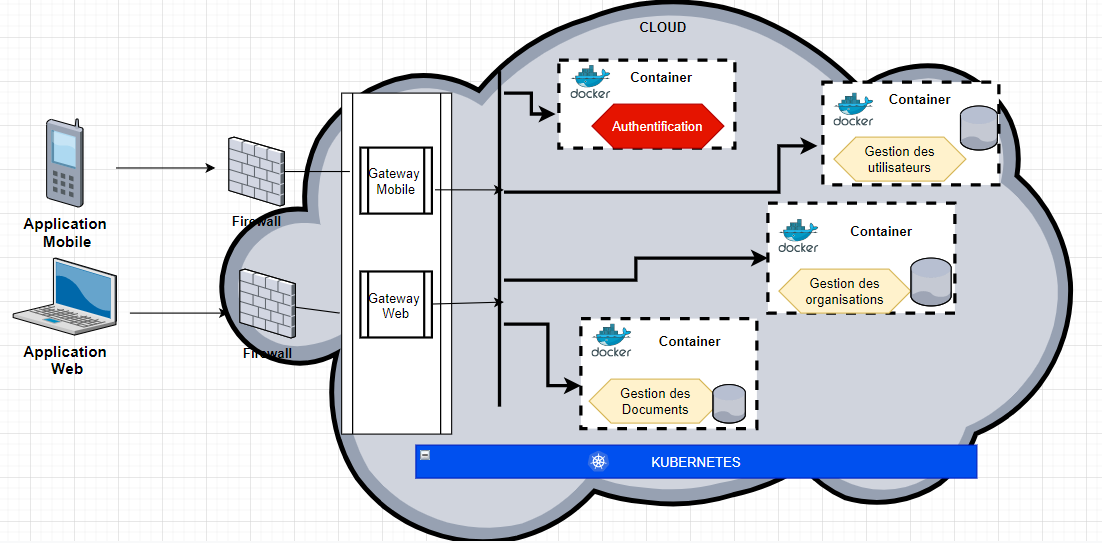 CLOUD
docker
Container
Authentification
docker
Container
Gestion des
utilisateurs
Gateway
Mobile
Firewall
Application
Mobile
docker
Container
Gestion des
organisations
Gateway
Web
Firewall
Application
Web
docker
Container
Gestion des
Documents
KUBERNETES